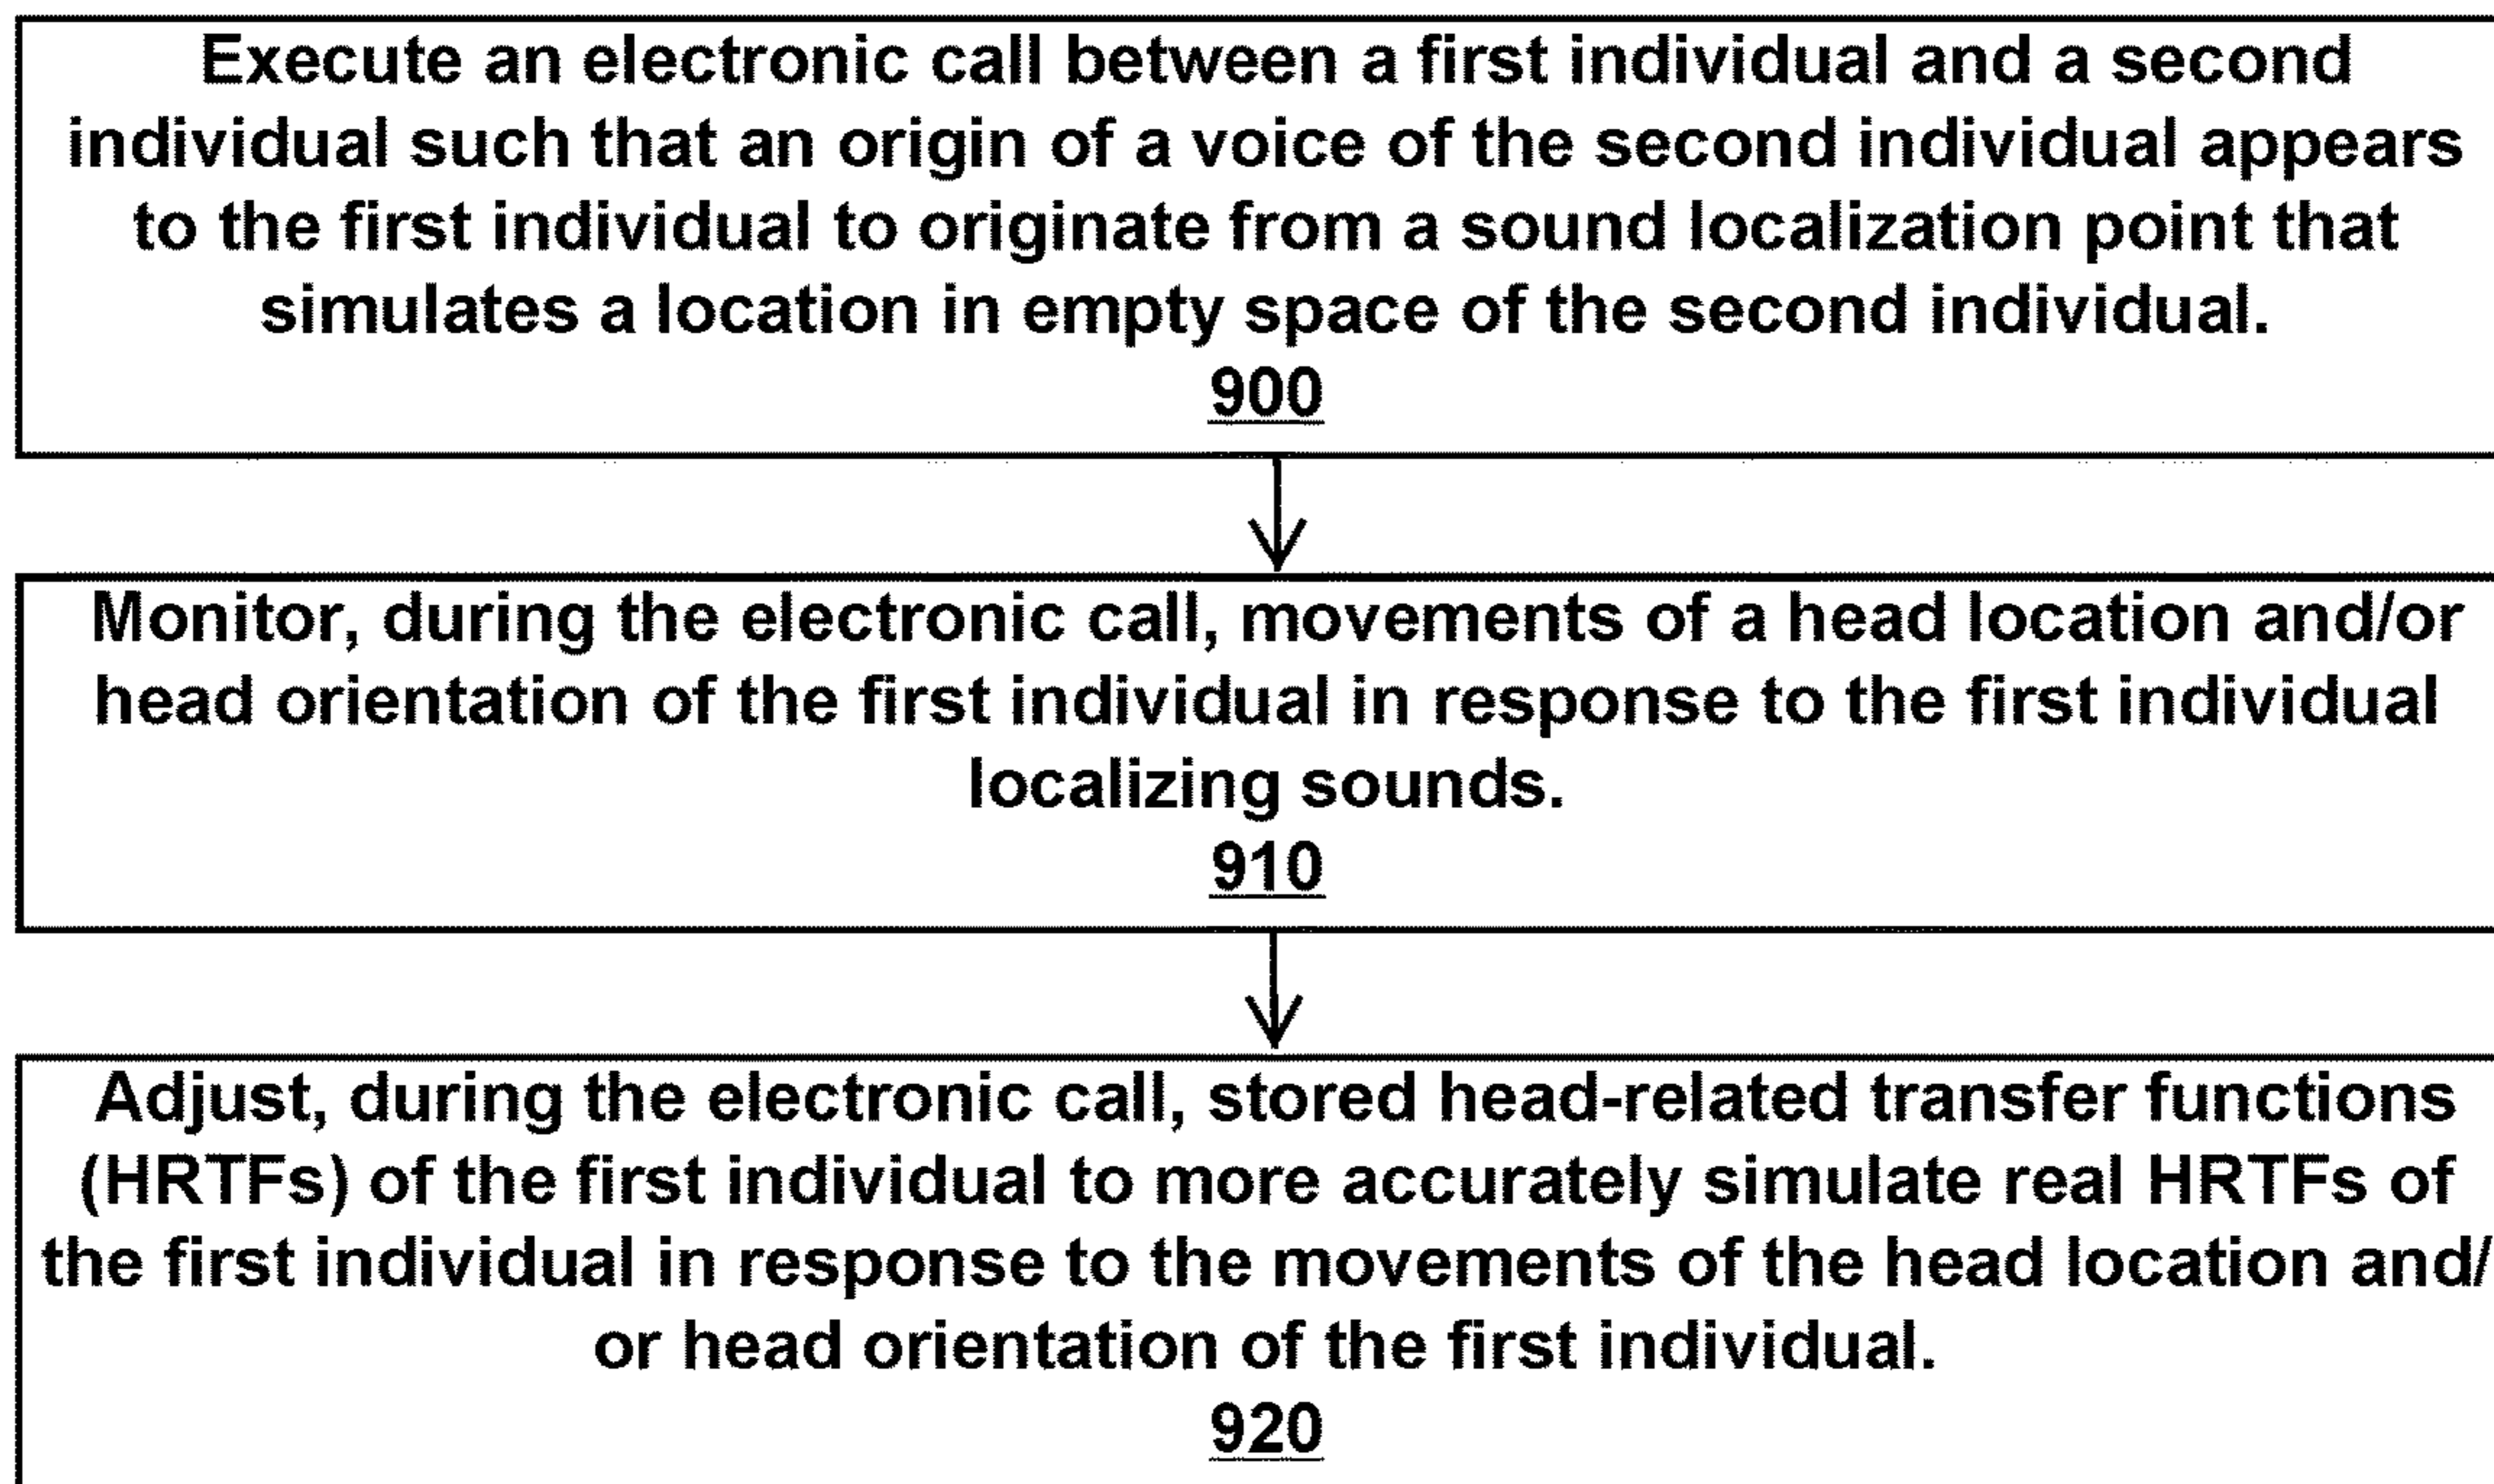 Execute an electronic call between a first individual and a second
individual such that an origin of a voice of the second individual appears
to the first individual to originate from a sound localization point that
simulates a location in empty space of the second individual.
900
Monitor, during the electronic call, movements of a head location and/or
head orientation of the first individual in response to the first individual
localizing sounds.
910
Adjust, during the electronic call, stored head-related transfer functions
(HRTFs) of the first individual to more accurately simulate real HRTFs of
the first individual in response to the movements of the head location and/
or head orientation of the first individual.
920